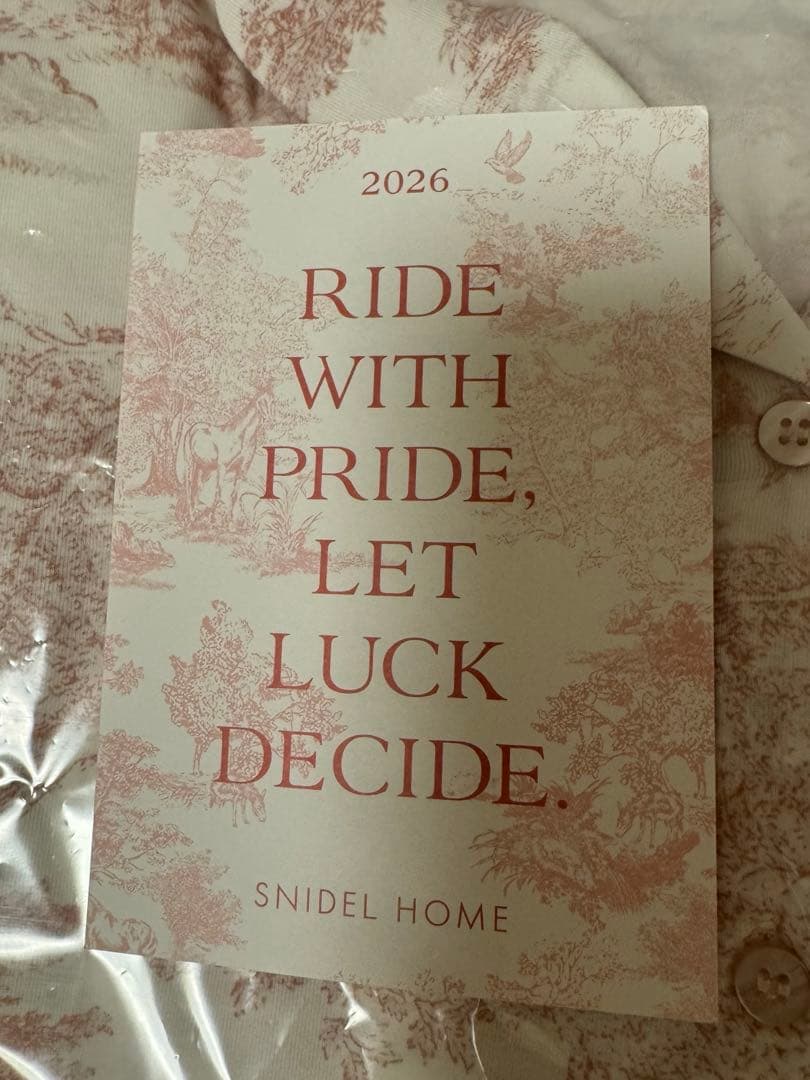 2026
RIDE
WITH
PRIDE,
LET
LUCK
DECIDE.
SNIDEL HOME